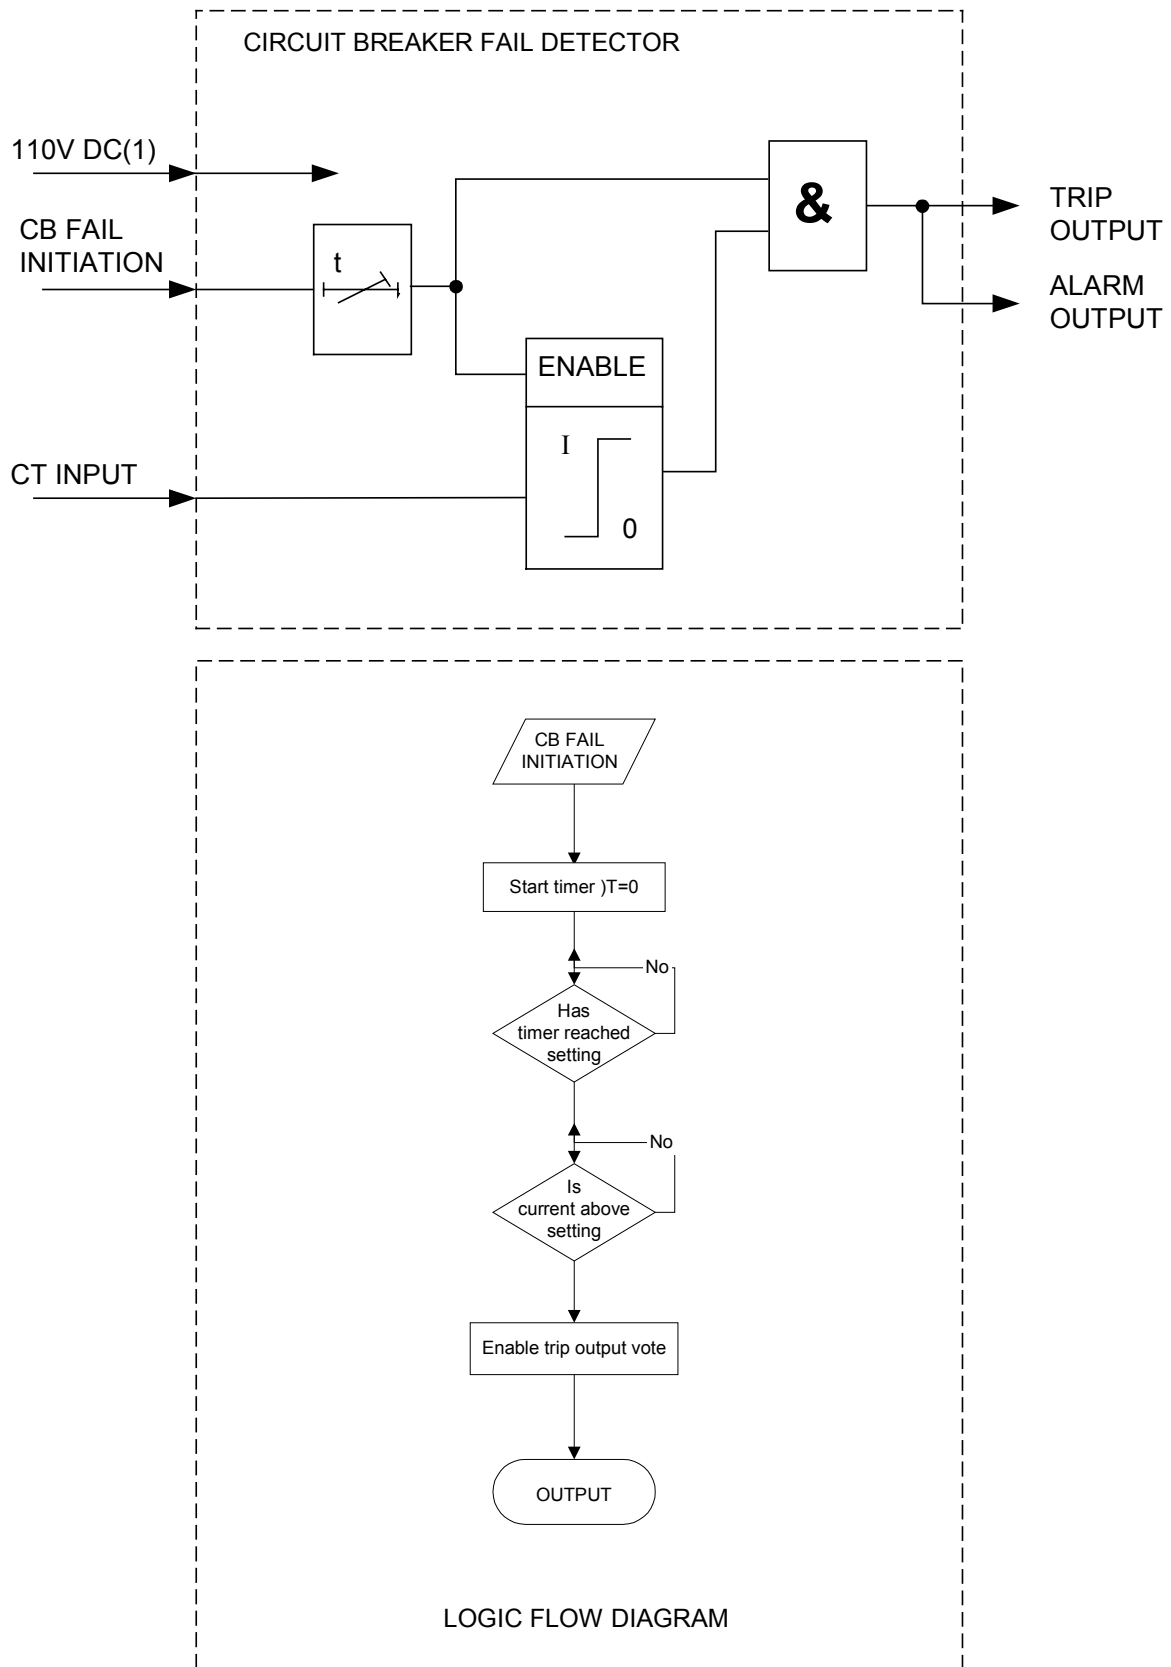 CIRCUIT BREAKER FAIL DETECTOR
110V DC(1)
CB FAIL
INITIATION
t
&
TRIP
OUTPUT
ALARM
OUTPUT
ENABLE
I
0
CT INPUT
CB FAIL
INITIATION
Start timer )T=0
No
Has
timer reached
setting
No
Is
current above
setting
Enable trip output vote
OUTPUT
LOGIC FLOW DIAGRAM